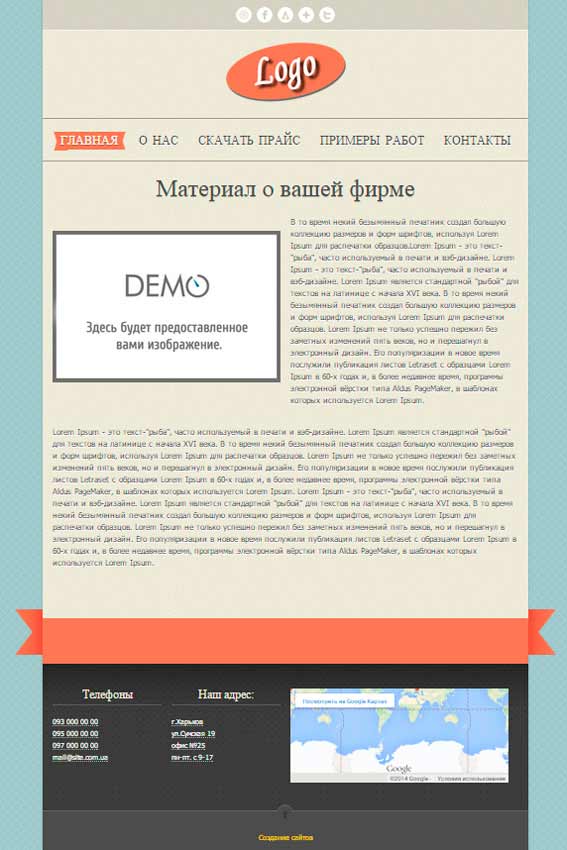 Logo
ГЛАВНАЯ О НАС СКАЧАТЬ ПРАЙС ПРИМЕРЫ РАБОТ КОНТАКТЫ
Материал о вашей фирме
DEMO
Здесь будет предоставленное
вами изображение.
В то время некий безымянный печатник создал большую
коллекцию размеров и форм шрифтов, используя Lorem
Ipsum для распечатки образцов.Lorem Ipsum - это текст-
"рыба", часто используемый в печати и вэб-дизайне. Lorem
Ipsum - это текст-"рыба", часто используемый в печати и
вэб-дизайне. Lorem Ipsum является стандартной "рыбой" для
текстов на латинице с начала XVI века. В то время некий
безымянный печатник создал большую коллекцию размеров и
форм шрифтов, используя Lorem Ipsum для распечатки
образцов. Lorem Ipsum не только успешно пережил без
заметных изменений пять веков, но и перешагнул в
электронный дизайн. Его популяризации в новое время
послужили публикация листов Letraset с образцами Lorem
Ipsum в 60-х годах и, в более недавнее время, программы
электронной вёрстки типа Aldus PageMaker, в шаблонах
которых используется Lorem Ipsum.
Lorem Ipsum - это текст-"рыба", часто используемый в печати и вэб-дизайне. Lorem Ipsum является стандартной "рыбой"
для текстов на латинице с начала XVI века. В то время некий безымянный печатник создал большую коллекцию размеров
и форм шрифтов, используя Lorem Ipsum для распечатки образцов. Lorem Ipsum не только успешно пережил без заметных
изменений пять веков, но и перешагнул в электронный дизайн. Его популяризации в новое время послужили публикация
листов Letraset с образцами Lorem Ipsum в 60-х годах и, в более недавнее время, программы электронной вёрстки типа
Aldus PageMaker, в шаблонах которых используется Lorem Ipsum. Lorem Ipsum - это текст-"рыба", часто используемый в
печати и вэб-дизайне. Lorem Ipsum является стандартной "рыбой" для текстов на латинице с начала XVI века. В то время
некий безымянный печатник создал большую коллекцию размеров и форм шрифтов, используя Lorem Ipsum для
распечатки образцов. Lorem Ipsum не только успешно пережил без заметных изменений пять веков, но и перешагнул в
электронный дизайн. Его популяризации в новое время послужили публикация листов Letraset с образцами Lorem Ipsum в
60-х годах и, в более недавнее время, программы электронной вёрстки типа Aldus PageMaker, в шаблонах которых
используется Lorem Ipsum.
Телефоны
093 000 00 00
095 000 00 00
097 000 00 00
mail@site.com.ua
Наш адрес:
г.Харьков
ул.Сумская 19
офис №25
пн-пт. с 9-17
Посмотреть на Google Картах
Google
©2014 Google - Условия использования
Создание сайтов